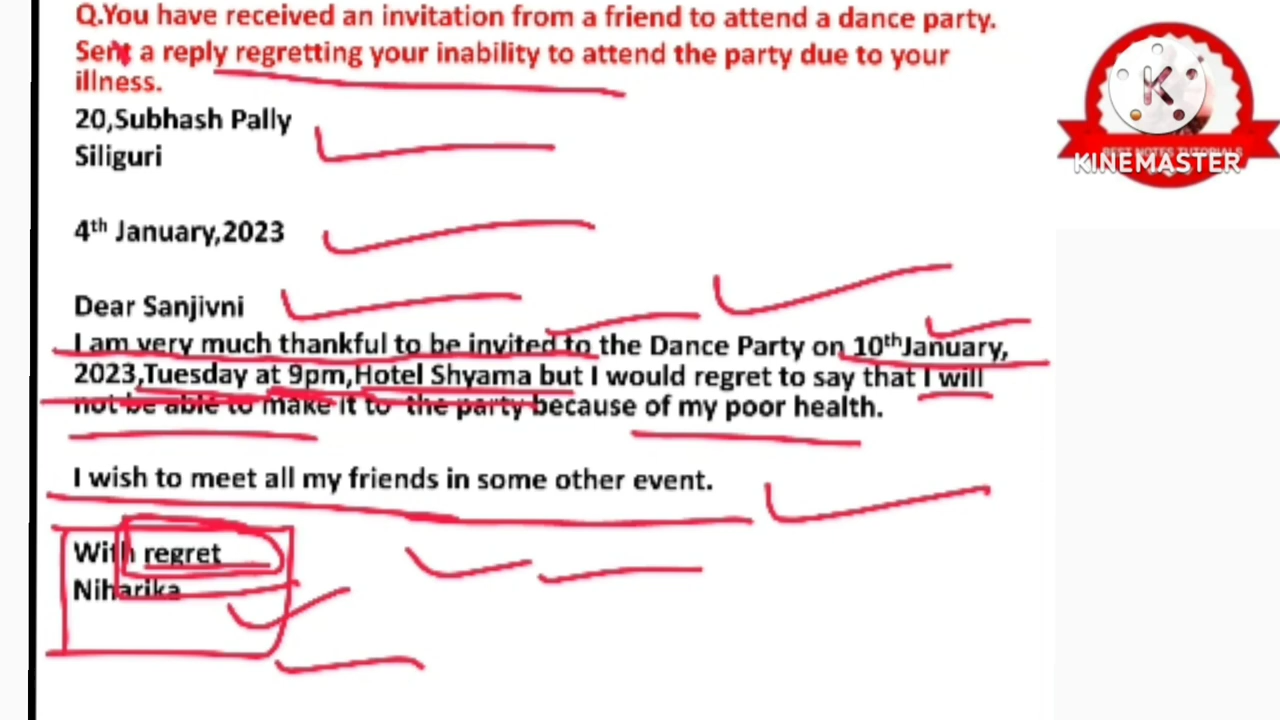 Q.You have received an invitation from a friend to attend a dance party.
Sent a reply regretting your inability to attend the party due to your
illness.
20,Subhash Pally
Siliguri
4th January,2023
Dear Sanjivni
I am very much thankful to be invited to the Dance Party on 10thJanuary,
2023,Tuesday at 9pm,Hotel Shyama but I would regret to say that I will
not be able to make it to the party because of my poor health.
I wish to meet all my friends in some other event.
With regret
Niharika
K
BEST NOTES TUTORIALS
KINEMASTER